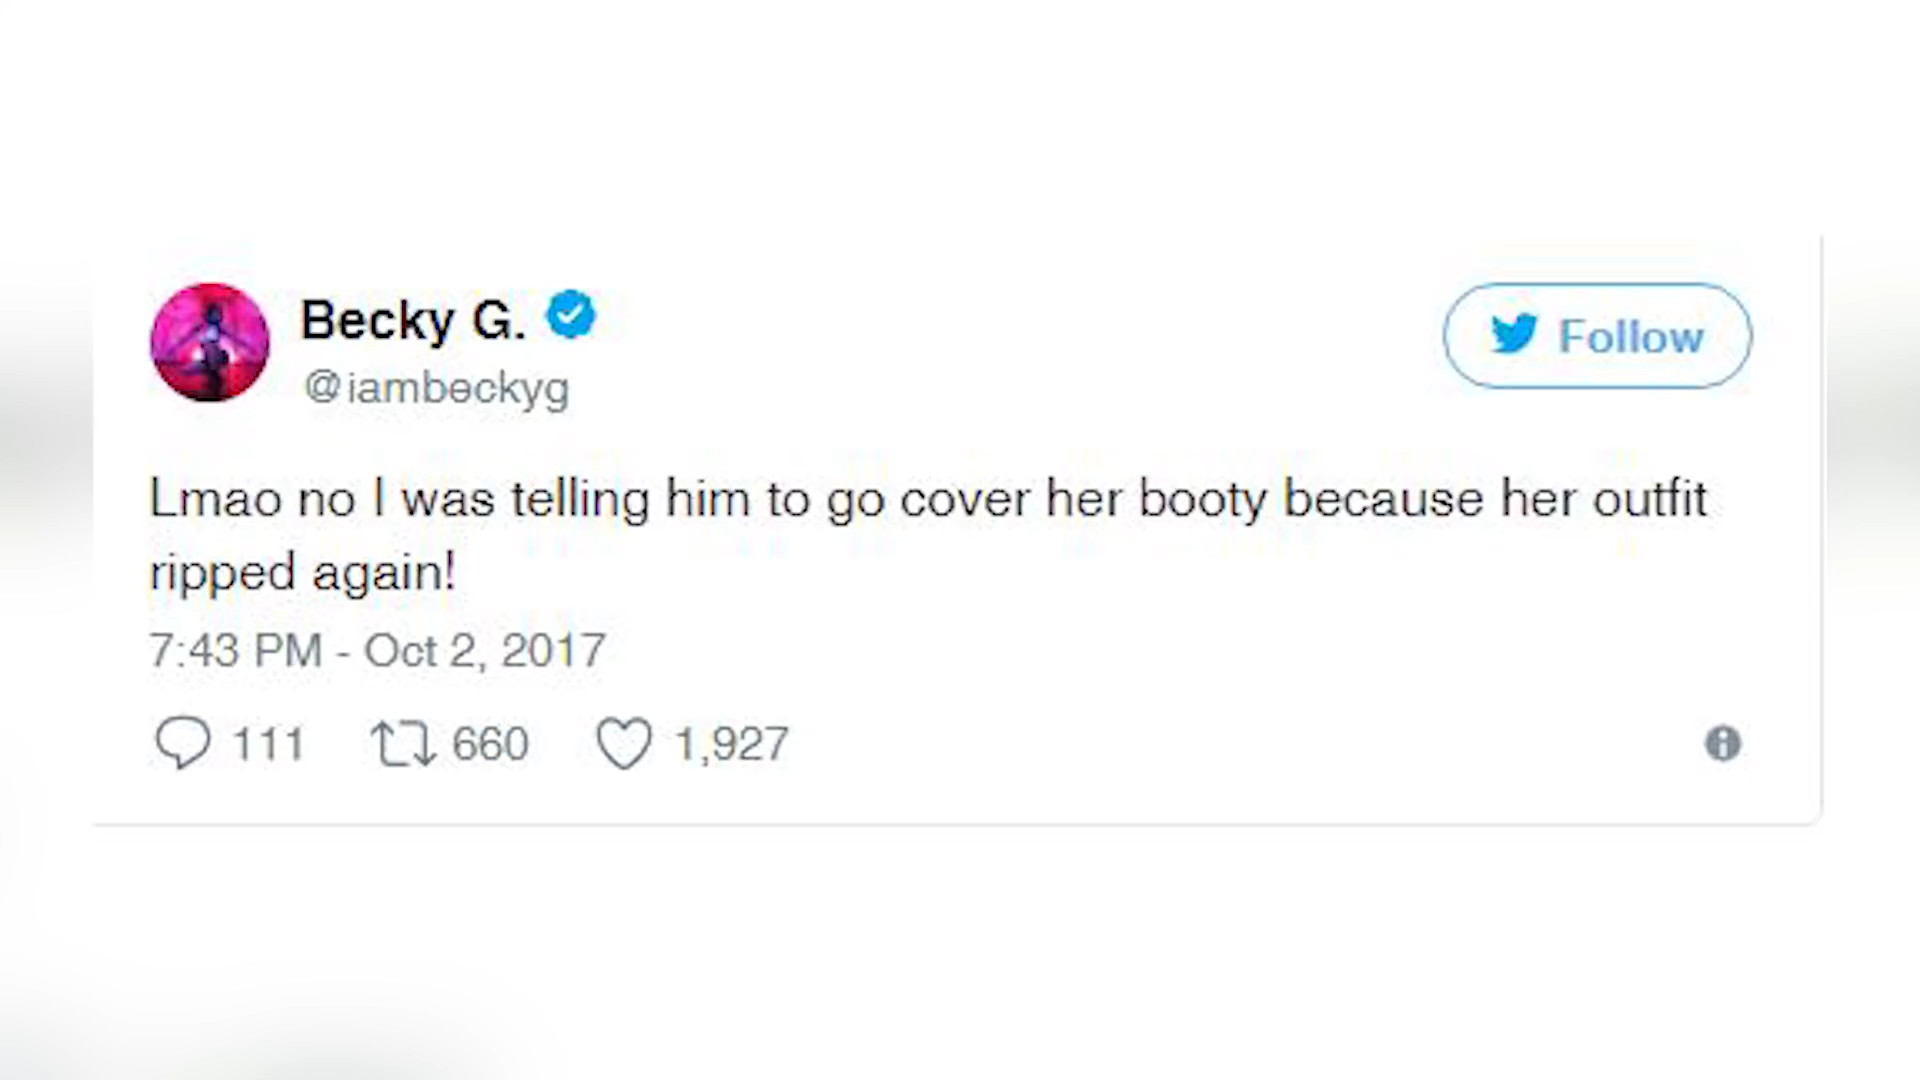 Becky G.
@iambeckyg
Follow
Lmao no I was telling him to go cover her booty because her outfit
ripped again!
7:43 PM - Oct 2, 2017
111 660 1,927